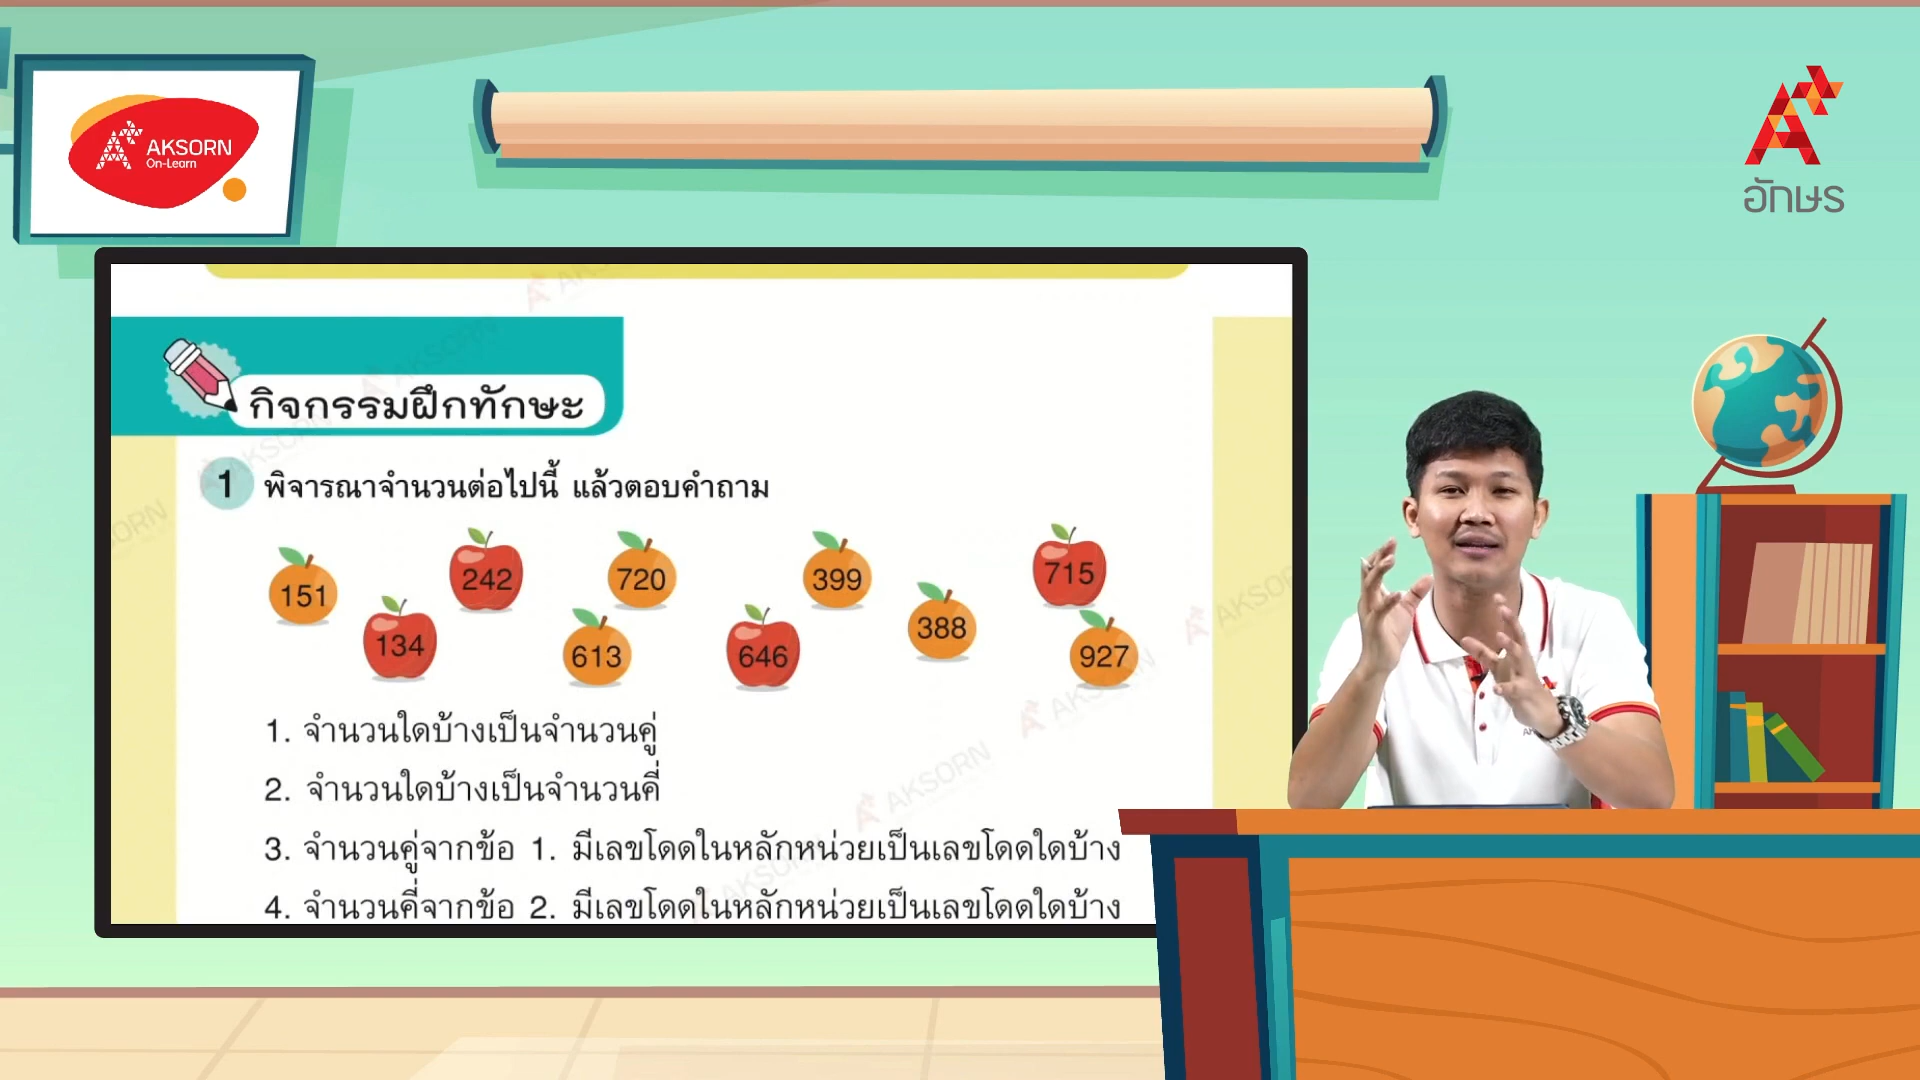 AKSORN
On-Learn
อักษร
กิจกรรมฝึกทักษะ
1 พิจารณาจำนวนต่อไปนี้ แล้วตอบคำถาม
151 134 242 613 720 646 399 388 715 927
1. จำนวนใดบ้างเป็นจำนวนคู่
2. จำนวนใดบ้างเป็นจำนวนคี่
3. จำนวนคู่จากข้อ 1. มีเลขโดดในหลักหน่วยเป็นเลขโดดใดบ้าง
4. จำนวนคี่จากข้อ 2. มีเลขโดดในหลักหน่วยเป็นเลขโดดใดบ้าง
AKSORN